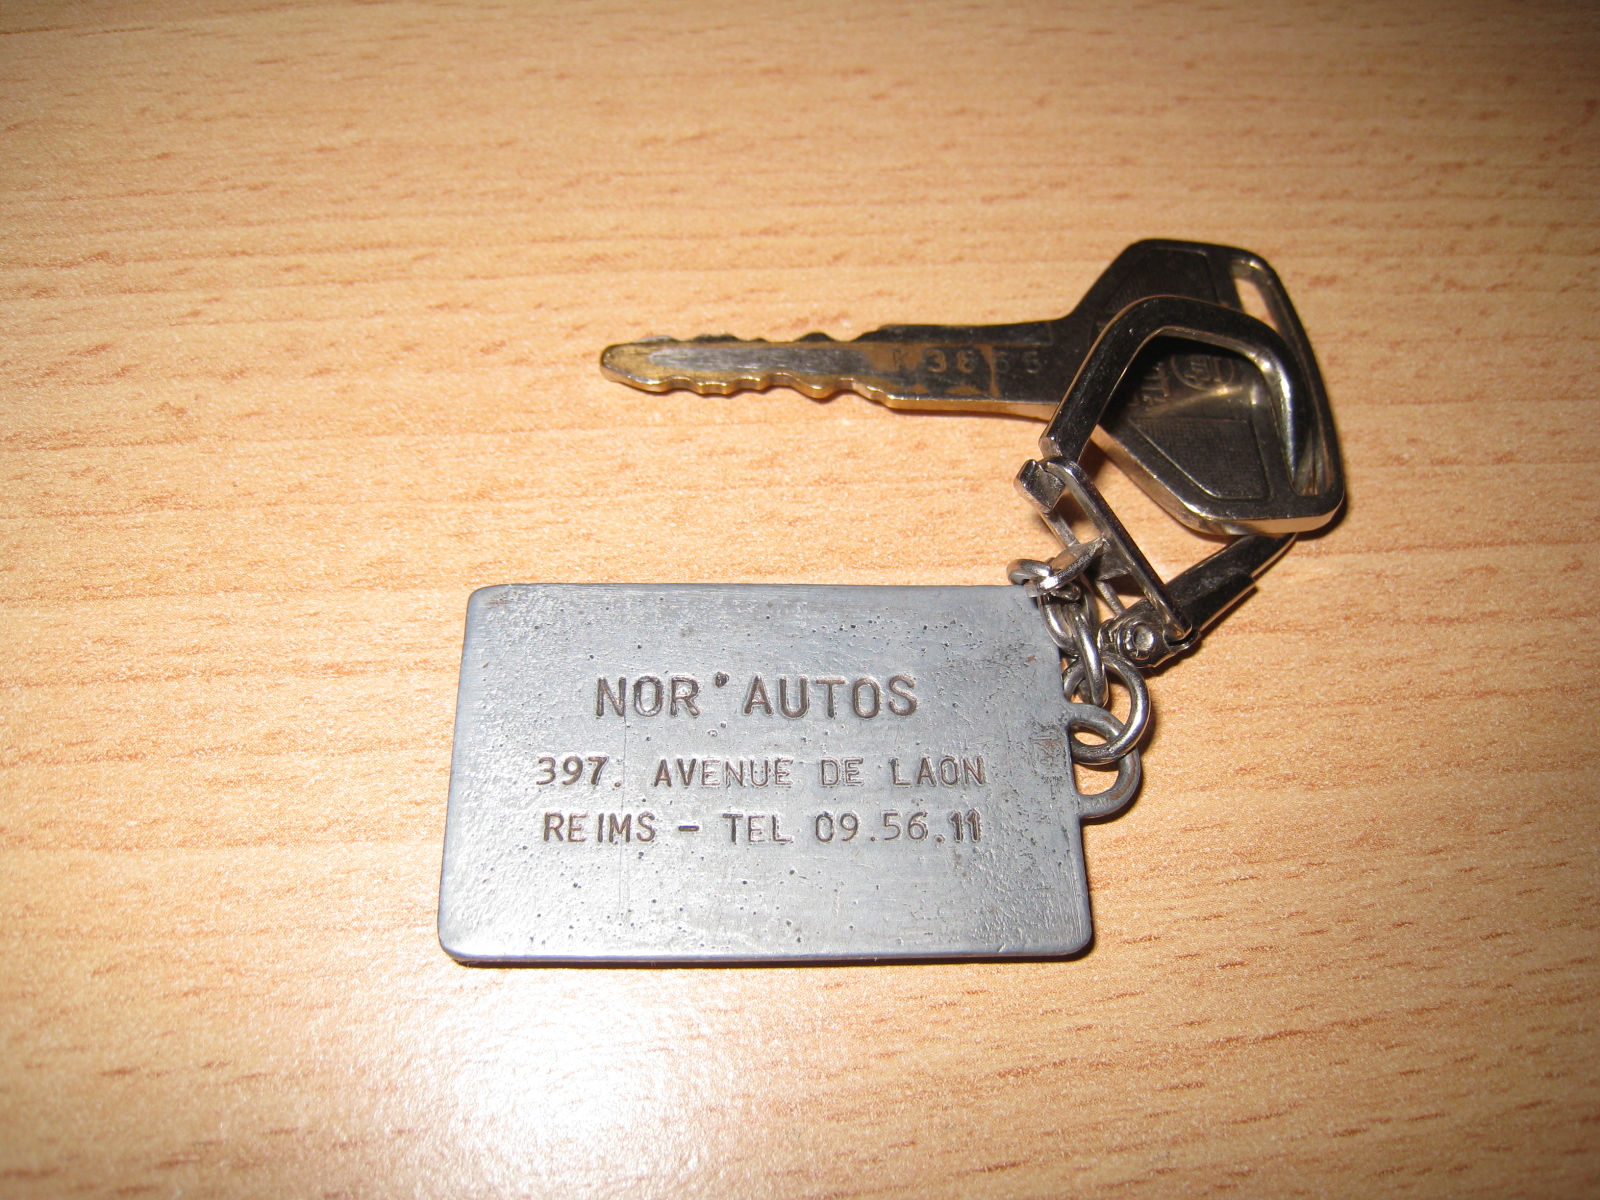 NOR' AUTOS
397. AVENUE DE LAON
REIMS - TEL 09.56.11